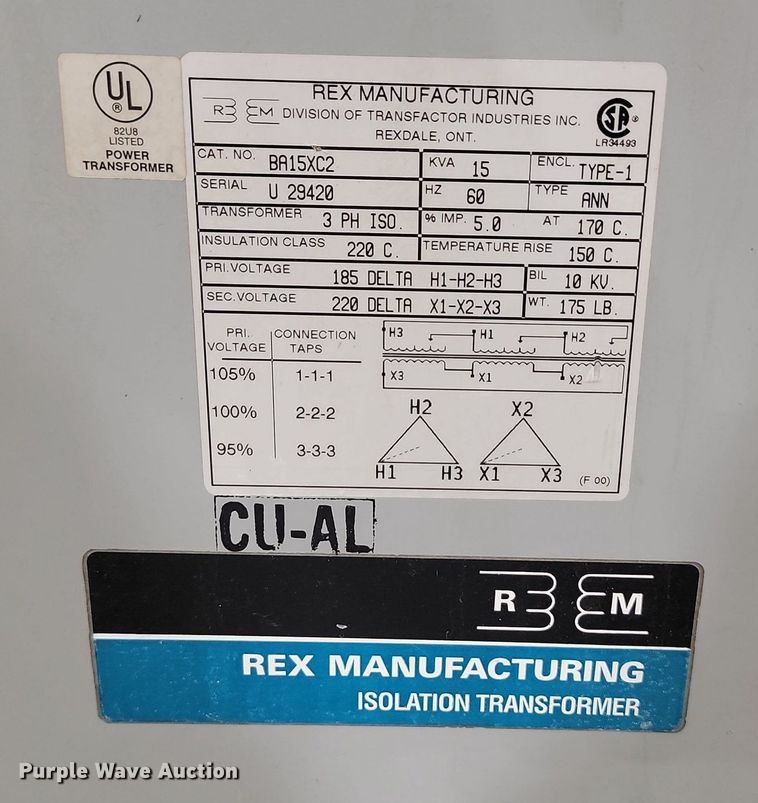 UL
®
82U8
LISTED
POWER
TRANSFORMER
REX MANUFACTURING
R EM DIVISION OF TRANSFACTOR INDUSTRIES INC.
REXDALE, ONT.
SA ®
LR34493
CAT. NO. BA15XC2 KVA 15 ENCL. TYPE-1
SERIAL U 29420 HZ 60 TYPE ANN
TRANSFORMER 3 PH ISO. % IMP. 5.0 AT 170 C.
INSULATION CLASS 220 C. TEMPERATURE RISE 150 C.
PRI.VOLTAGE 185 DELTA H1-H2-H3 BIL 10 KV.
SEC.VOLTAGE 220 DELTA X1-X2-X3 WT. 175 LB.
PRI. VOLTAGE CONNECTION TAPS
105% 1-1-1
100% 2-2-2
95% 3-3-3
H3 H1 H2
X3 X1 X2
H2 X2
H1 H3 X1 X3
(F 00)
CU-AL
R M
REX MANUFACTURING
ISOLATION TRANSFORMER
Purple Wave Auction